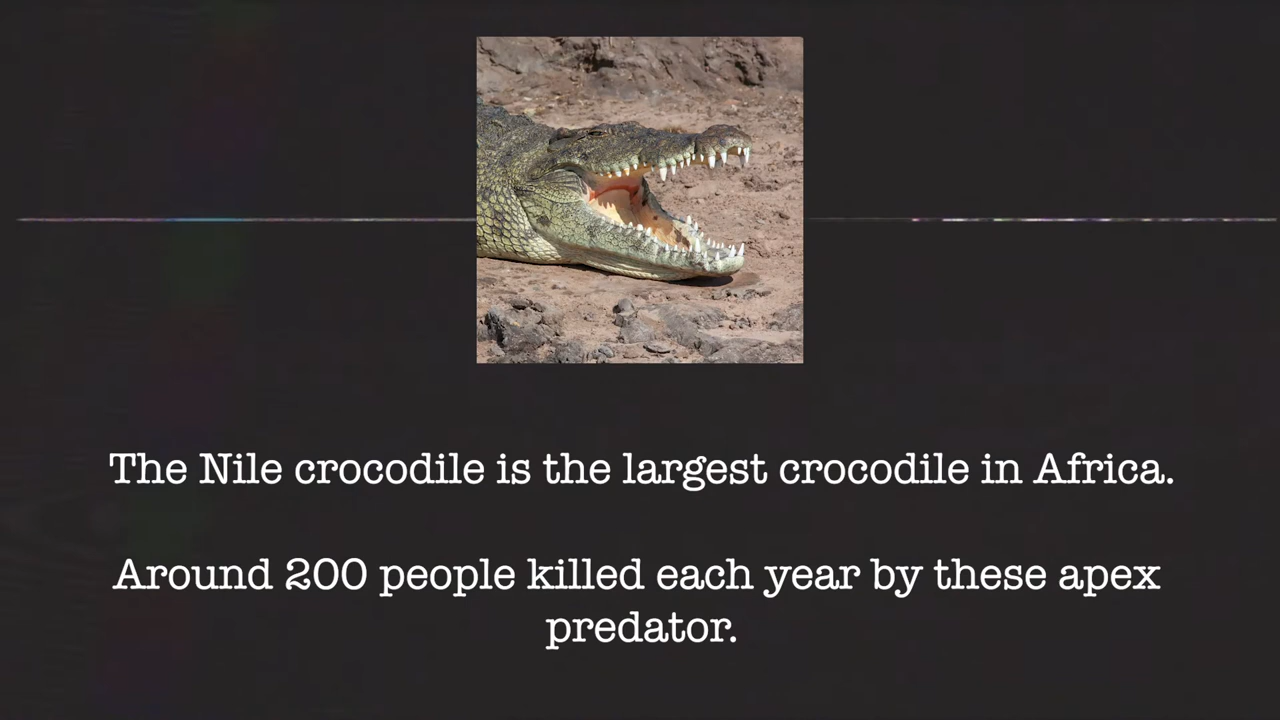 The Nile crocodile is the largest crocodile in Africa.
Around 200 people killed each year by these apex
predator.